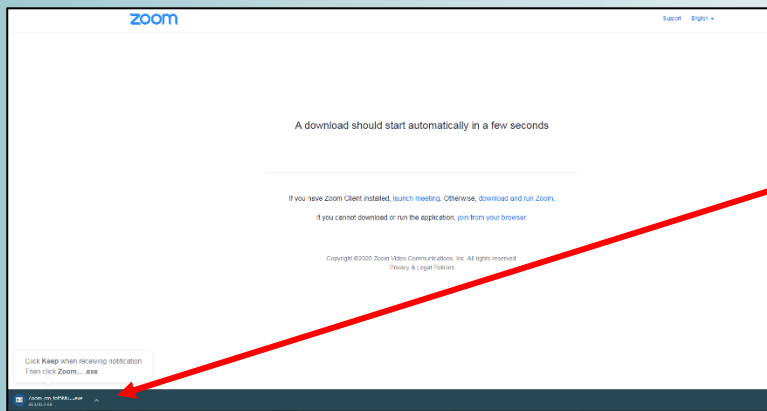 zoom
Support English
A download should start automatically in a few seconds
If you have Zoom Client installed, launch meeting. Otherwise, download and run Zoom.
If you cannot download or run the application, join from your browser.
Copyright ©2020 Zoom Video Communications, Inc. All rights reserved.
Privacy & Legal Policies
Click Keep when receiving notification
Then click Zoom... .exe